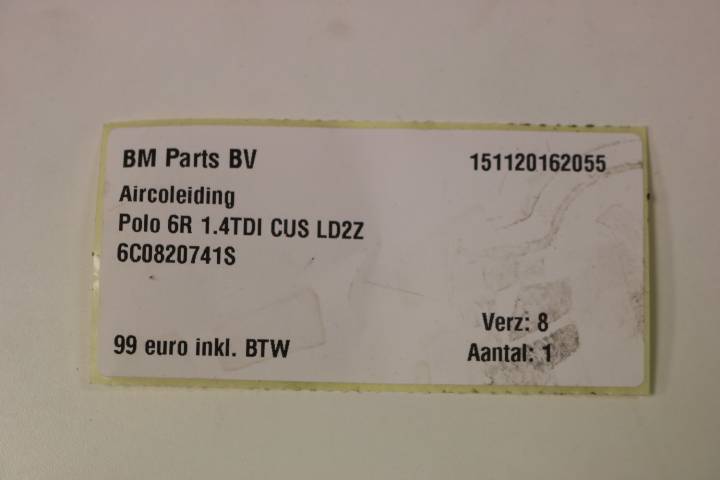 BM Parts BV 151120162055
Aircoleiding
Polo 6R 1.4TDI CUS LD2Z
6C0820741S
Verz: 8
99 euro inkl. BTW Aantal: 1